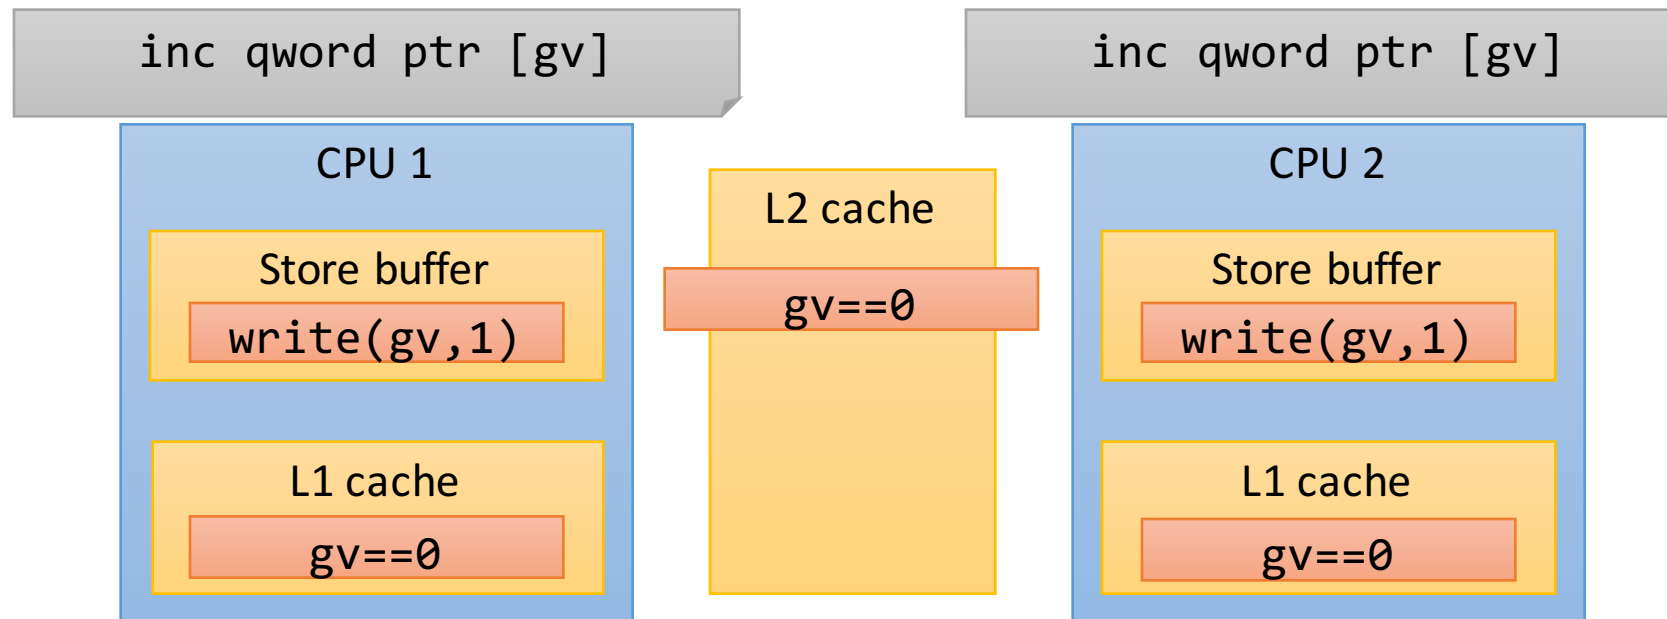 inc qword ptr [gv]
inc qword ptr [gv]
CPU 1
Store buffer
write(gv,1)
L1 cache
gv==0
L2 cache
gv==0
CPU 2
Store buffer
write(gv,1)
L1 cache
gv==0